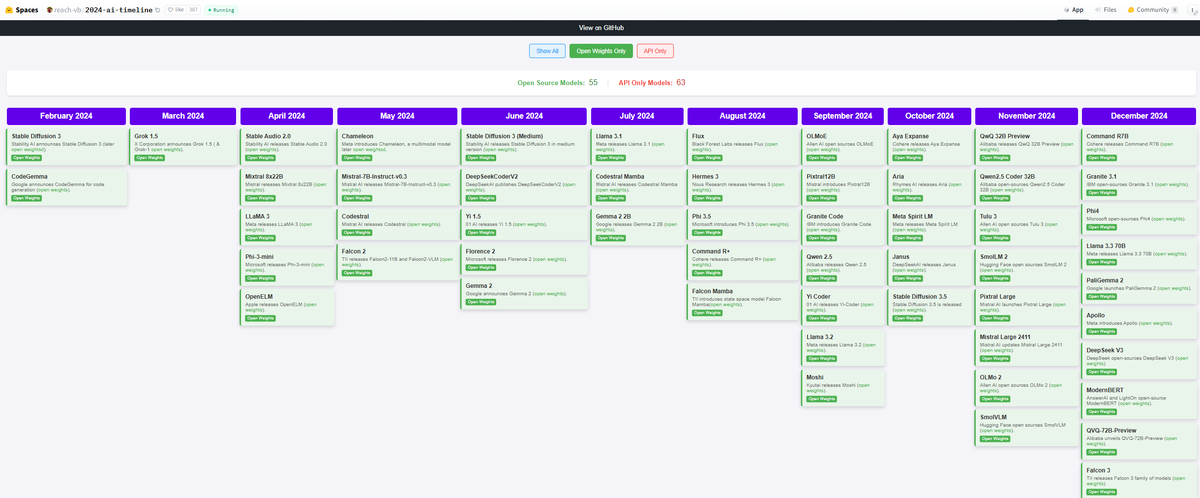 Spaces
reach-vb/2024-ai-timeline
like
387
Running
App
Files
Community
View on GitHub
Show All
Open Weights Only
API Only
Open Source Models: 55
API Only Models: 63
February 2024
Stable Diffusion 3
Stability AI announces Stable Diffusion 3 (later
open weights)
Open Weights
CodeGemma
Google announces CodeGemma for code
generation (open weights).
Open Weights
March 2024
Grok 1.5
X Corporation announces Grok 1.5 ( &
Grok-1 open weights).
Open Weights
April 2024
Stable Audio 2.0
Stability AI releases Stable Audio 2.0
(open weights).
Open Weights
Mixtral 8x22B
Mistral releases Mixtral 8x22B (open
weights).
Open Weights
LLaMA 3
Meta releases LLaMA 3 (open
weights).
Open Weights
Phi-3-mini
Microsoft releases Phi-3-mini (open
weights).
Open Weights
OpenELM
Apple releases OpenELM (open
weights).
Open Weights
May 2024
Chameleon
Meta introduces Chameleon, a multimodal model
later open weights).
Open Weights
Mistral-7B-Instruct-v0.3
Mistral AI releases Mistral-7B-Instruct-v0.3 (open
weights).
Open Weights
Codestral
Mistral AI releases Codestral (open weights).
Open Weights
Falcon 2
TII releases Falcon2-11B and Falcon2-VLM (open
weights).
Open Weights
June 2024
Stable Diffusion 3 (Medium)
Stability AI releases Stable Diffusion 3 in medium
version (open weights).
Open Weights
DeepSeekCoderV2
DeepSeekAI publishes DeepSeekCoderV2 (open
weights).
Open Weights
Yi 1.5
01.AI releases Yi 1.5 (open weights).
Open Weights
Florence 2
Microsoft releases Florence 2 (open weights).
Open Weights
Gemma 2
Google announces Gemma 2 (open weights).
Open Weights
July 2024
Llama 3.1
Meta releases Llama 3.1 (open
weights).
Open Weights
Codestral Mamba
Mistral AI releases Codestral Mamba
(open weights).
Open Weights
Gemma 2 2B
Google releases Gemma 2 2B (open
weights).
Open Weights
August 2024
Flux
Black Forest Labs releases Flux (open
weights).
Open Weights
Hermes 3
Nous Research releases Hermes 3 (open
weights).
Open Weights
Phi 3.5
Microsoft introduces Phi 3.5 (open weights).
Open Weights
Command R+
Cohere releases Command R+ (open
weights).
Open Weights
Falcon Mamba
TII introduces state space model Falcon
Mamba(open weights).
Open Weights
September 2024
OLMoE
Allen AI open sources OLMoE
(open weights).
Open Weights
Pixtral12B
Mistral introduces Pixtral12B
(open weights).
Open Weights
Granite Code
IBM introduces Granite Code
(open weights).
Open Weights
Qwen 2.5
Alibaba releases Qwen 2.5
(open weights).
Open Weights
Yi Coder
01 AI releases Yi-Coder (open
weights).
Open Weights
Llama 3.2
Meta releases Llama 3.2 (open
weights).
Open Weights
Moshi
Kyutai releases Moshi (open
weights).
Open Weights
October 2024
Aya Expanse
Cohere releases Aya Expanse
(open weights).
Open Weights
Aria
Rhymes AI releases Aria (open
weights).
Open Weights
Meta Spirit LM
Meta releases Meta Spirit LM
(open weights).
Open Weights
Janus
DeepSeekAI releases Janus
(open weights).
Open Weights
Stable Diffusion 3.5
Stable Diffusion 3.5 is released
(open weights).
Open Weights
November 2024
QwQ 32B Preview
Alibaba releases QwQ 32B Preview (open
weights).
Open Weights
Qwen2.5 Coder 32B
Alibaba open-sources Qwen2.5 Coder
32B (open weights).
Open Weights
Tulu 3
Allen AI open sources Tulu 3 (open
weights).
Open Weights
SmolLM 2
Hugging Face open sources SmolLM 2
(open weights).
Open Weights
Pixtral Large
Mistral AI launches Pixtral Large (open
weights).
Open Weights
Mistral Large 2411
Mistral AI updates Mistral Large 2411
(open weights).
Open Weights
OLMo 2
Allen AI open sources OLMo 2 (open
weights).
Open Weights
SmolVLM
Hugging Face open sources SmolVLM
(open weights).
Open Weights
December 2024
Command R7B
Cohere releases Command R7B (open
weights).
Open Weights
Granite 3.1
IBM open-sources Granite 3.1 (open weights).
Open Weights
Phi4
Microsoft open-sources Phi4 (open weights).
Open Weights
Llama 3.3 70B
Meta releases Llama 3.3 70B (open weights).
Open Weights
PaliGemma 2
Google launches PaliGemma 2 (open weights).
Open Weights
Apollo
Meta introduces Apollo (open weights).
Open Weights
DeepSeek V3
DeepSeek open-sources DeepSeek V3 (open
weights).
Open Weights
ModernBERT
AnswerAI and LightOn open-source
ModernBERT (open weights).
Open Weights
QVQ-72B-Preview
Alibaba unveils QVQ-72B-Preview (open
weights).
Open Weights
Falcon 3
TII releases Falcon 3 family of models (open
weights).
Open Weights